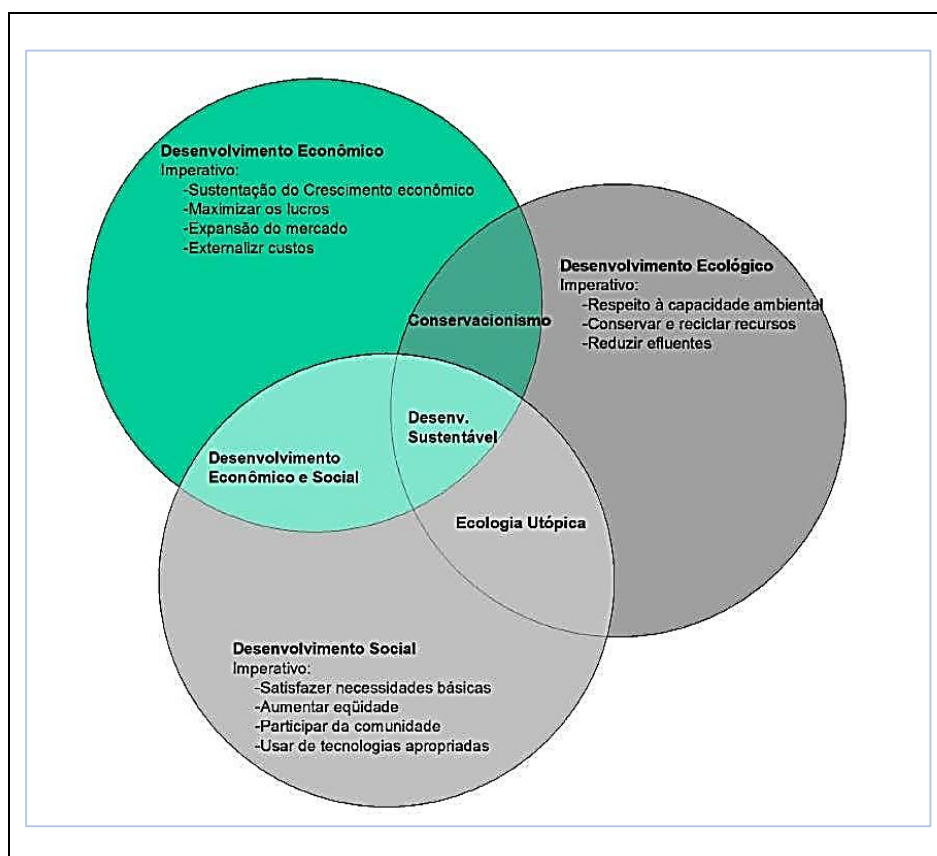 Desenvolvimento Econômico
Imperativo:
-Sustentação do Crescimento econômico
-Maximizar os lucros
-Expansão do mercado
-Externalizr custos
Desenvolvimento Ecológico
Imperativo:
-Respeito à capacidade ambiental
-Conservar e reciclar recursos
-Reduzir efluentes
Conservacionismo
Desenv.
Sustentável
Desenvolvimento
Econômico e Social
Ecologia Utópica
Desenvolvimento Social
Imperativo:
-Satisfazer necessidades básicas
-Aumentar eqüidade
-Participar da comunidade
-Usar de tecnologias apropriadas